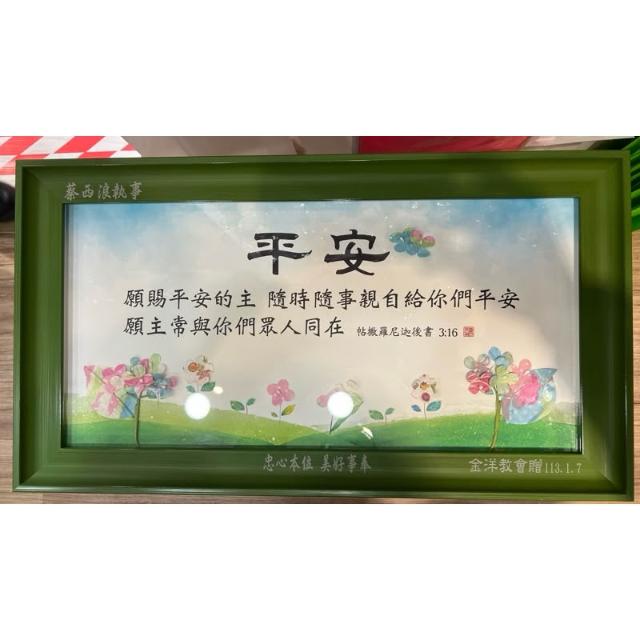 蔡西浪執事
平安
願賜平安的主 隨時隨事親自給你們平安
願主常與你們眾人同在 帖撒羅尼迦後書 3:16
忠心本位 美好事奉
金洋教會贈113.1.7